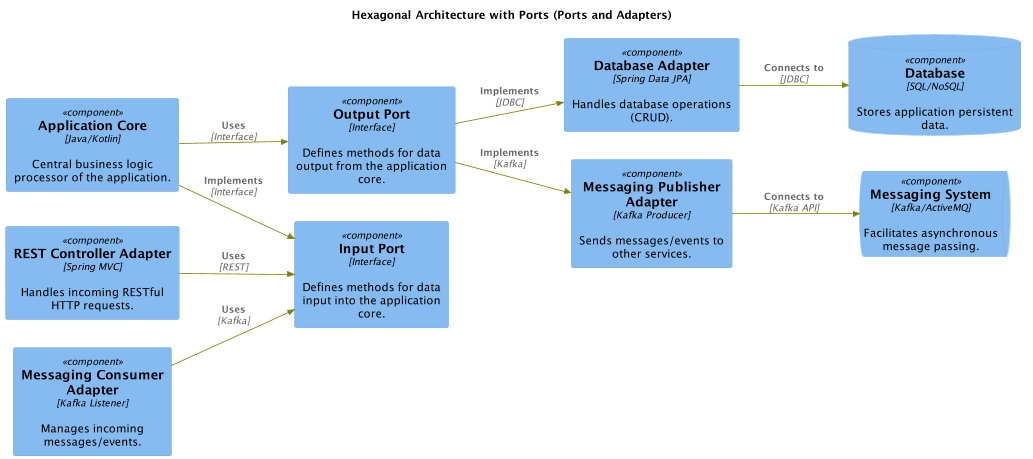 Hexagonal Architecture with Ports (Ports and Adapters)
«component»
Application Core
[Java/Kotlin]
Central business logic
processor of the application.
Uses
[Interface]
Implements
[Interface]
«component»
REST Controller Adapter
[Spring MVC]
Handles incoming RESTful
HTTP requests.
Uses
[REST]
«component»
Messaging Consumer
Adapter
[Kafka Listener]
Manages incoming
messages/events.
Uses
[Kafka]
«component»
Output Port
[Interface]
Defines methods for data
output from the application
core.
«component»
Input Port
[Interface]
Defines methods for data
input into the application
core.
Implements
[JDBC]
Implements
[Kafka]
«component»
Database Adapter
[Spring Data JPA]
Handles database operations
(CRUD).
«component»
Messaging Publisher
Adapter
[Kafka Producer]
Sends messages/events to
other services.
Connects to
[JDBC]
Connects to
[Kafka API]
«component»
Database
[SQL/NoSQL]
Stores application persistent
data.
«component»
Messaging System
[Kafka/ActiveMQ]
Facilitates asynchronous
message passing.